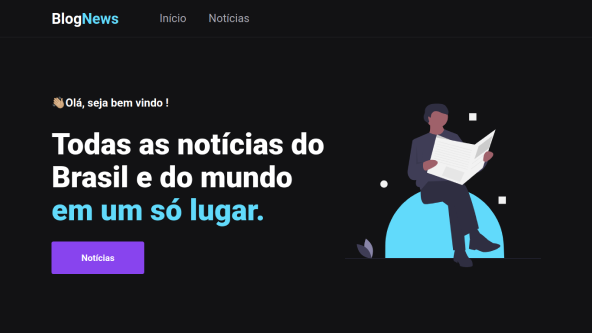 BlogNews Início Notícias
👋🏼Olá, seja bem vindo !
Todas as notícias do
Brasil e do mundo
em um só lugar.
Notícias